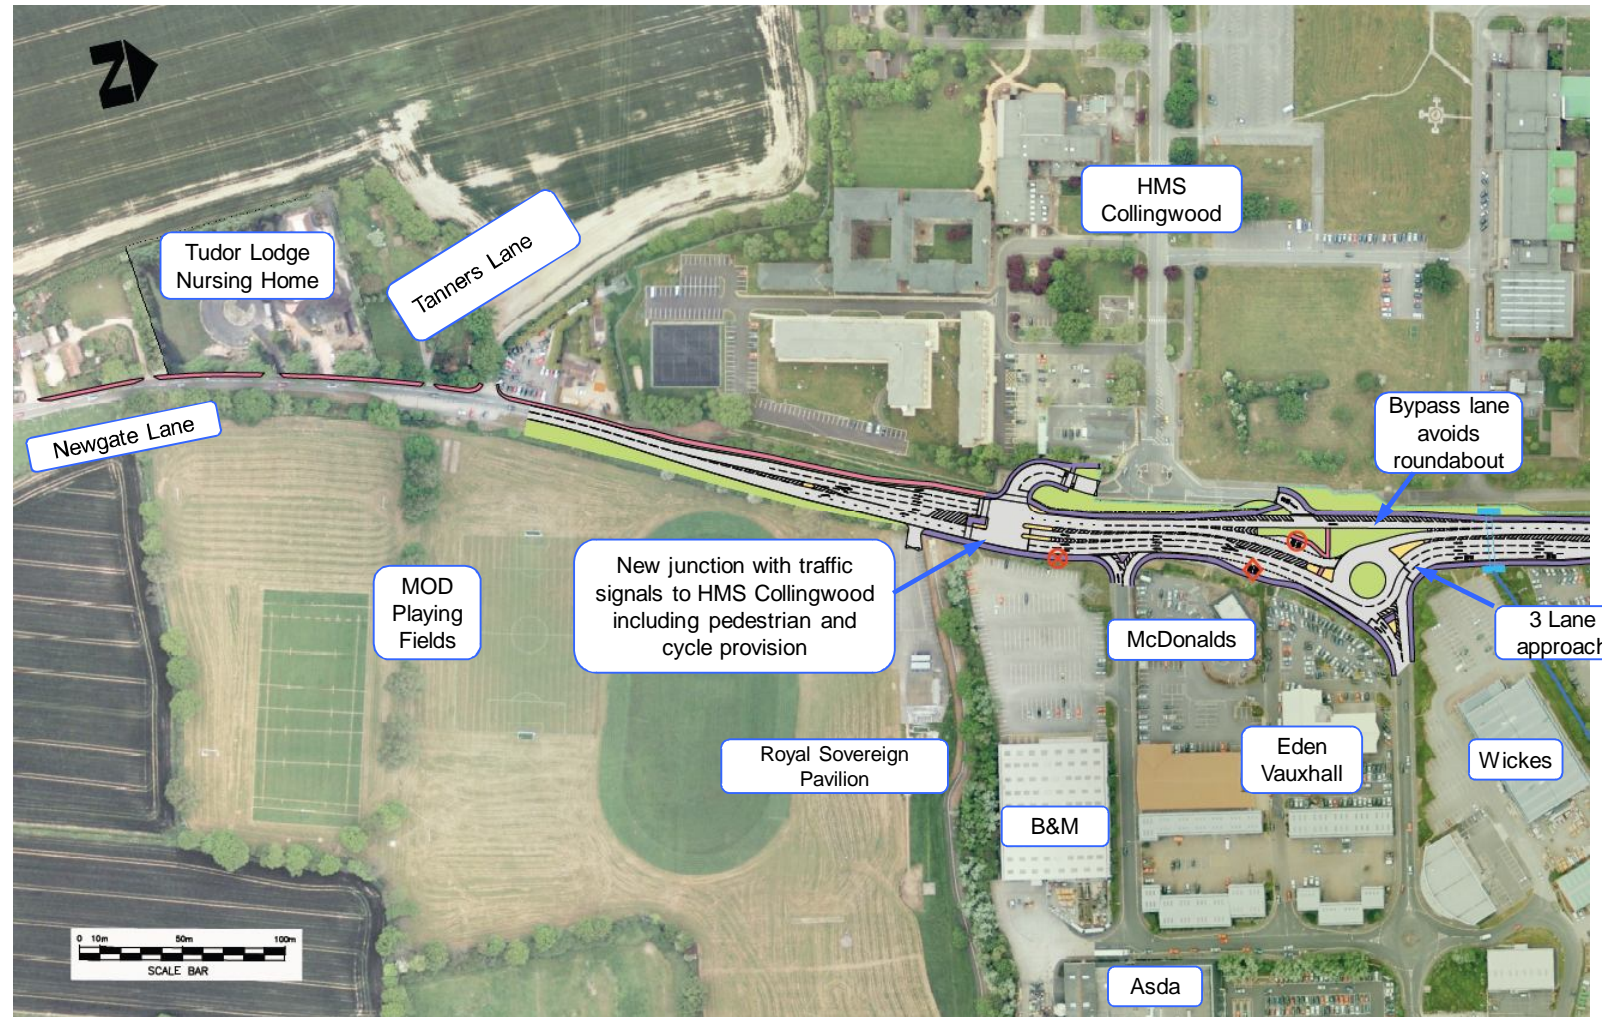 N
HMS
Collingwood
Tudor Lodge
Nursing Home
Tanners Lane
Newgate Lane
Bypass lane
avoids
roundabout
New junction with traffic
signals to HMS Collingwood
including pedestrian and
cycle provision
MOD
Playing
Fields
McDonalds
3 Lane
approach
Royal Sovereign
Pavilion
Eden
Vauxhall
Wickes
B&M
0 10m 50m 100m
SCALE BAR
Asda